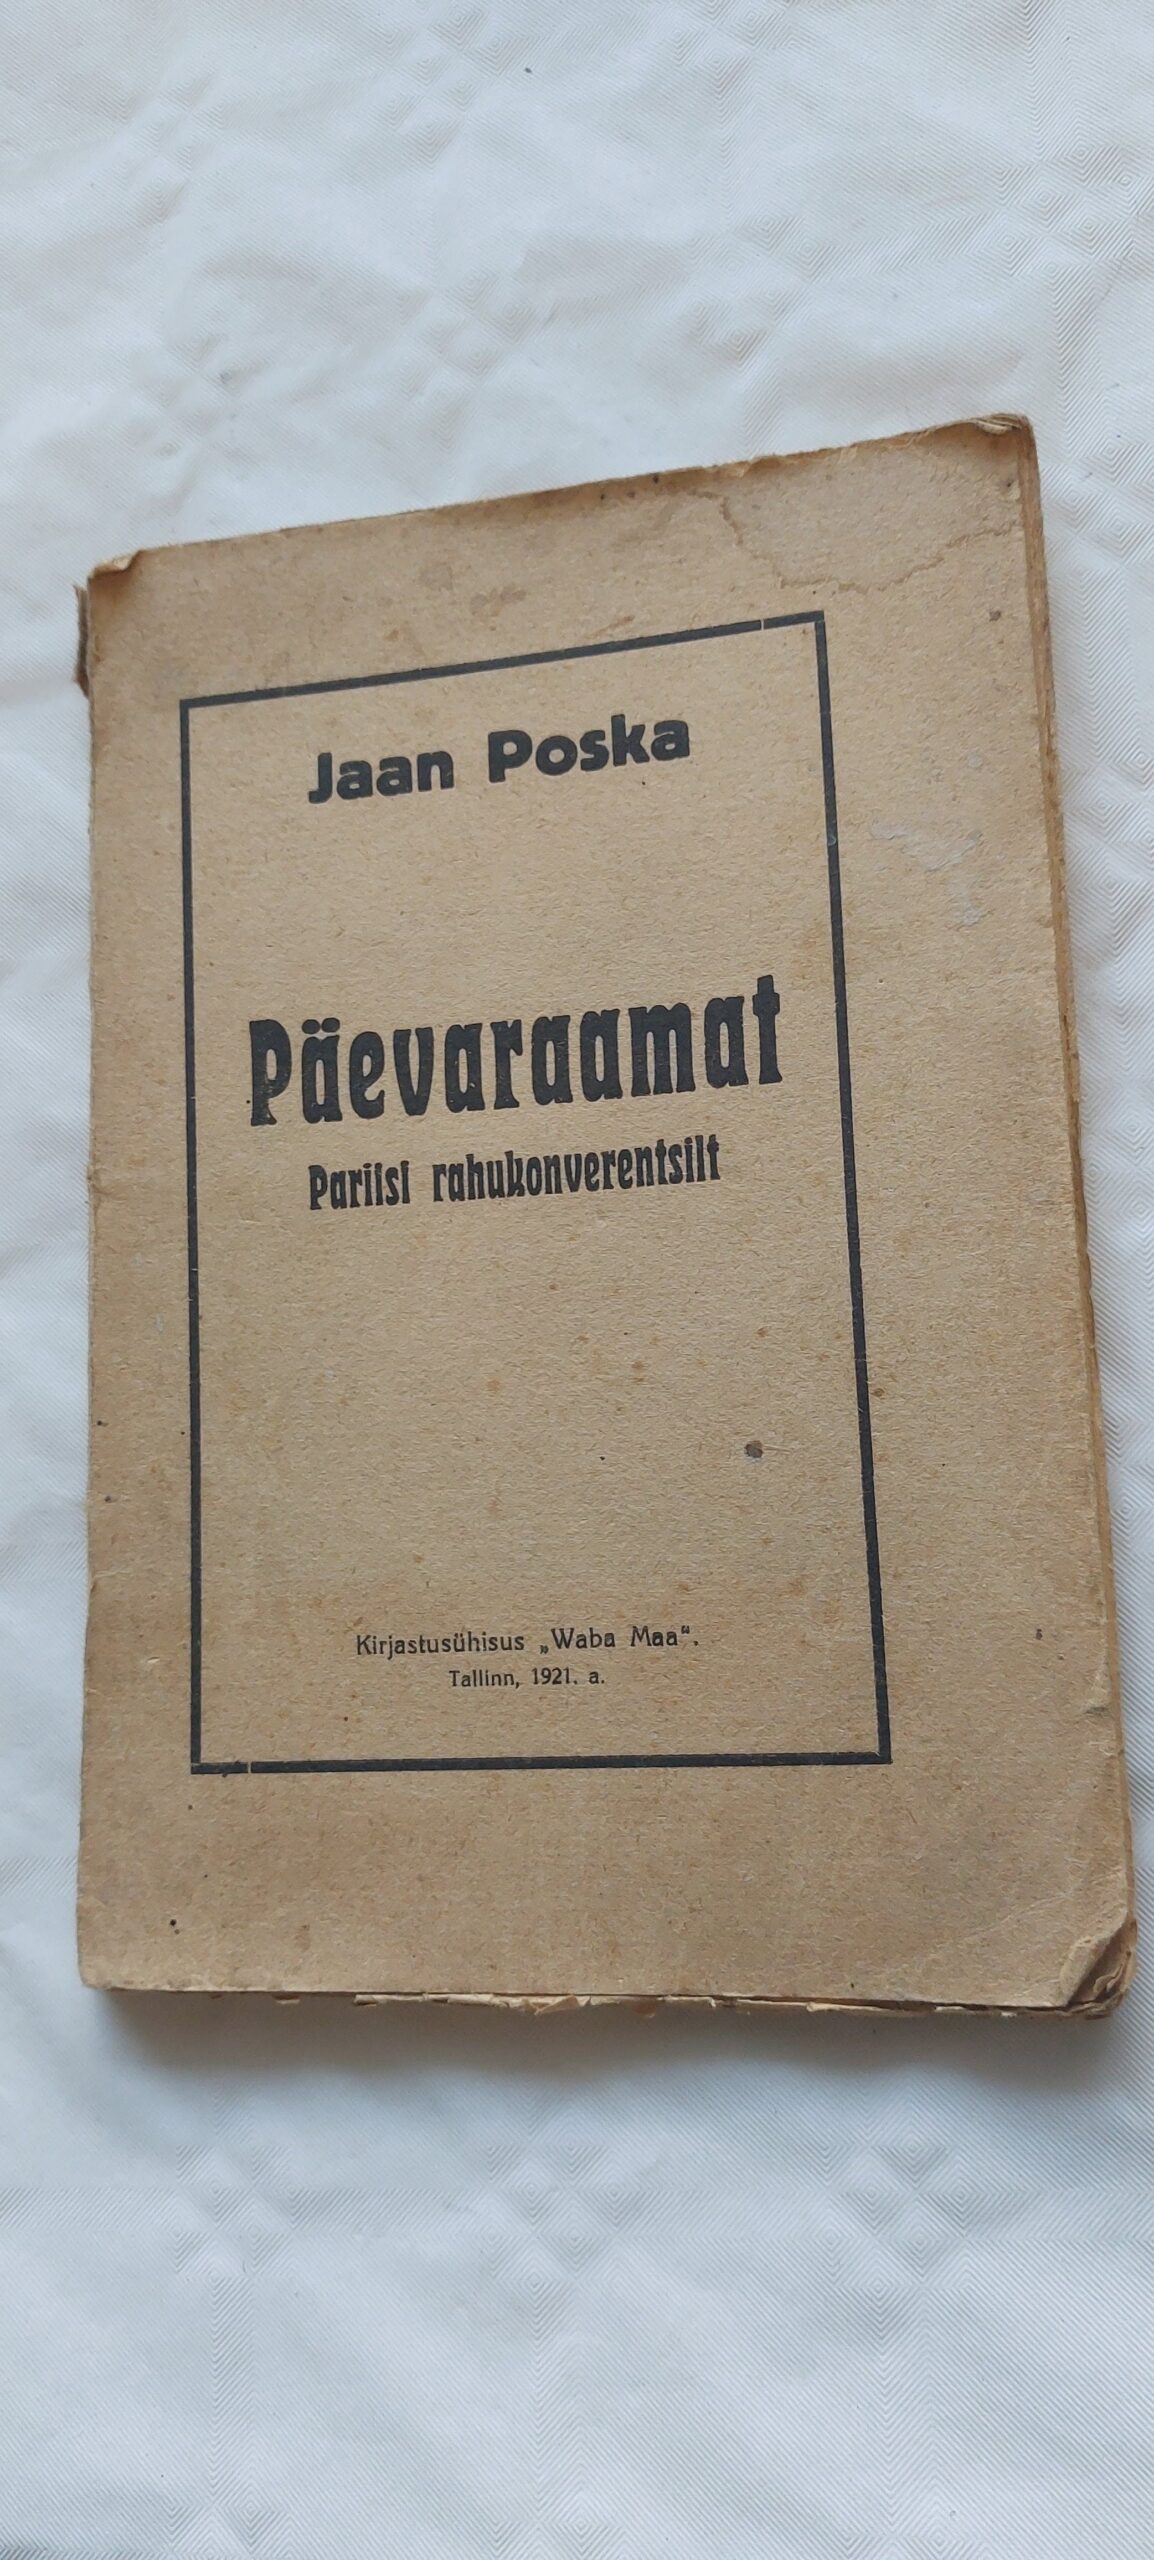 Jaan Poska
Päevaraamat
Pariisi rahukonverentsilt
Kirjastusühisus „Waba Maa“.
Tallinn, 1921. a.